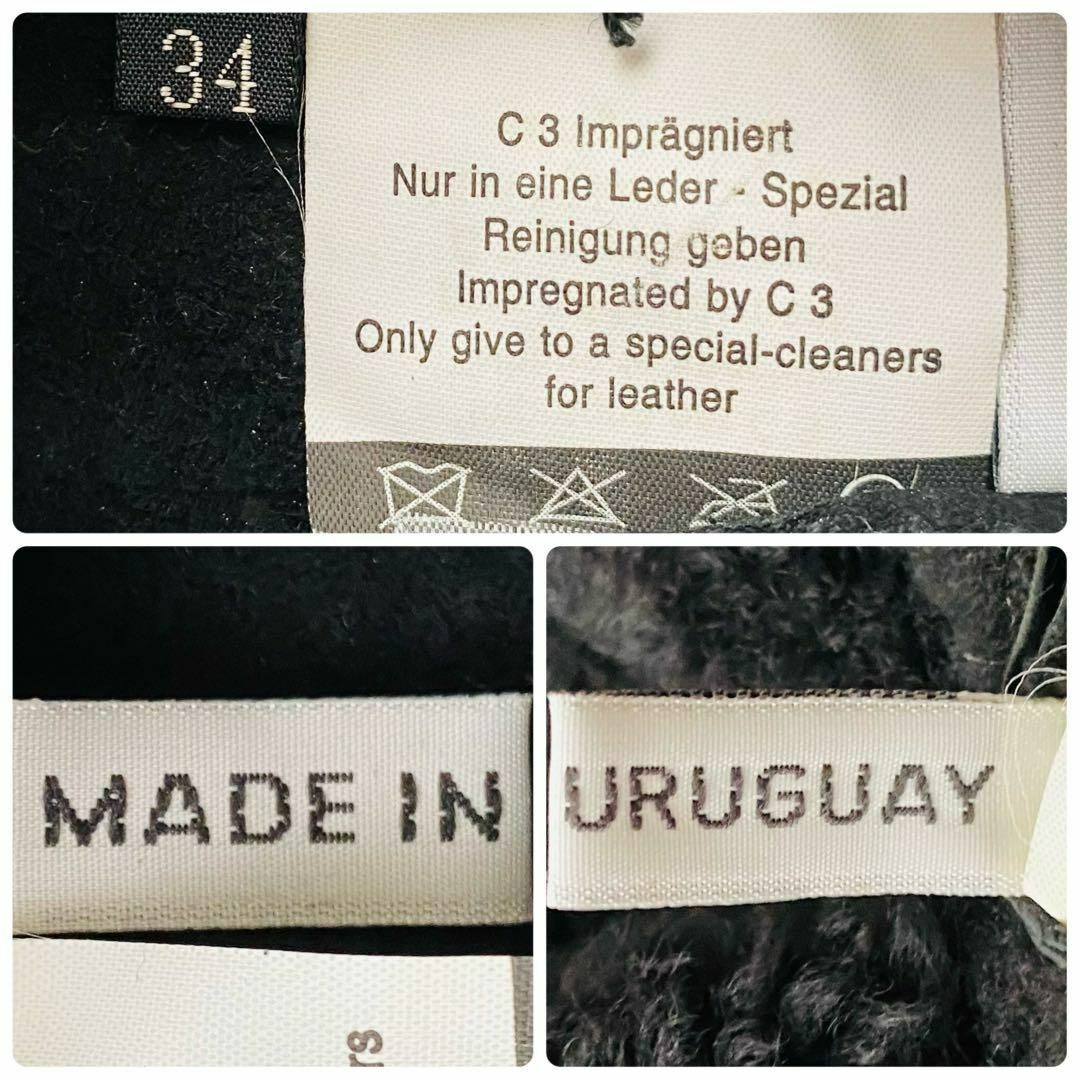 34
C 3 Imprägniert
Nur in eine Leder - Spezial
Reinigung geben
Impregnated by C 3
Only give to a special-cleaners
for leather
MADE IN
URUGUAY
rs